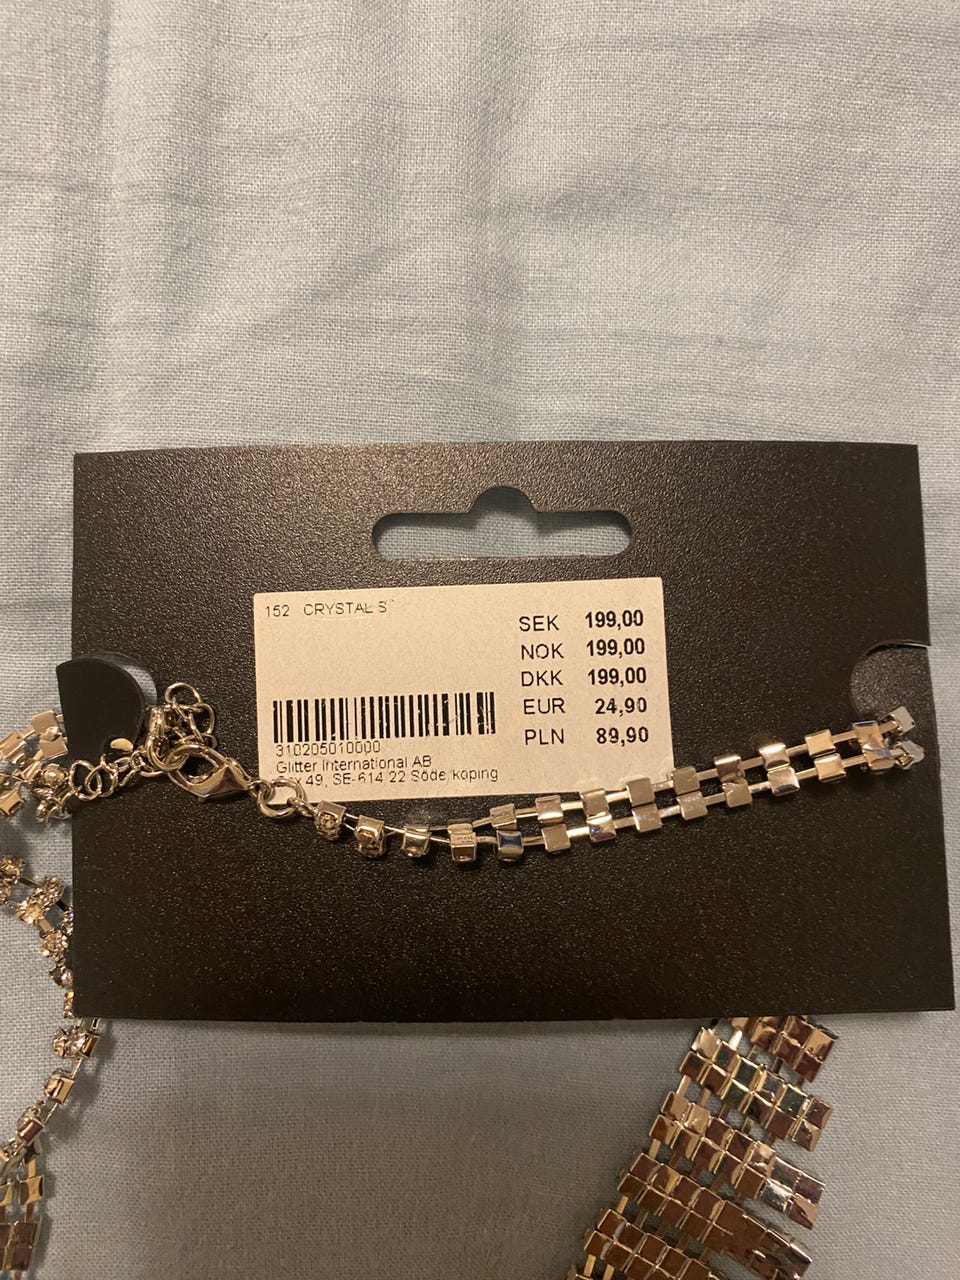 152 CRYSTAL S
SEK 199,00
NOK 199,00
DKK 199,00
EUR 24,90
PLN 89,90
310205010000
Glitter International AB
49, SE-614 22 Söderköping